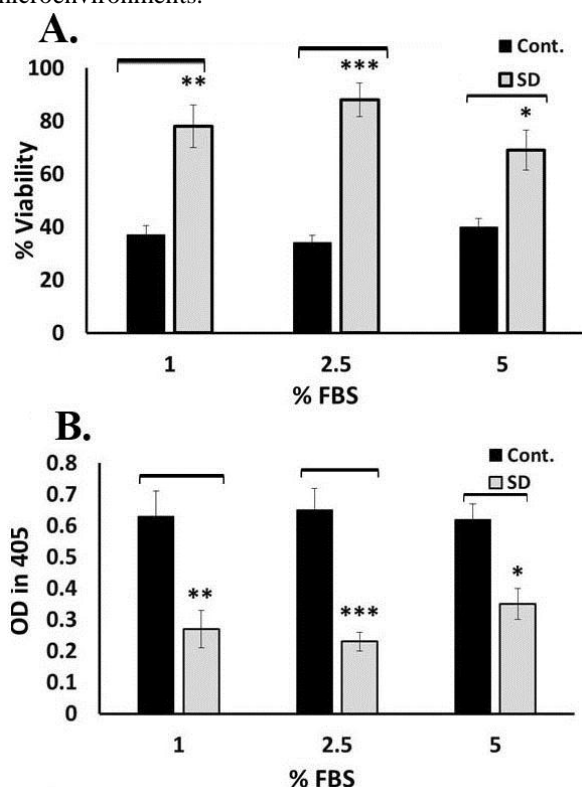 microenvironments.
A.
Cont.
SD
100
80
60
40
20
0
% Viability
**
***
*
1 2.5 5
% FBS
B.
Cont.
SD
0.8
0.7
0.6
0.5
0.4
0.3
0.2
0.1
0
OD in 405
**
***
*
1 2.5 5
% FBS